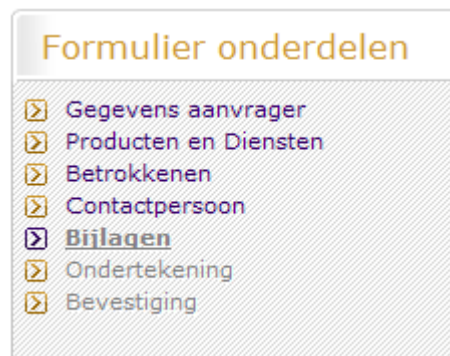 Formulier onderdelen
Gegevens aanvrager
Producten en Diensten
Betrokkenen
Contactpersoon
Bijlagen
Ondertekening
Bevestiging